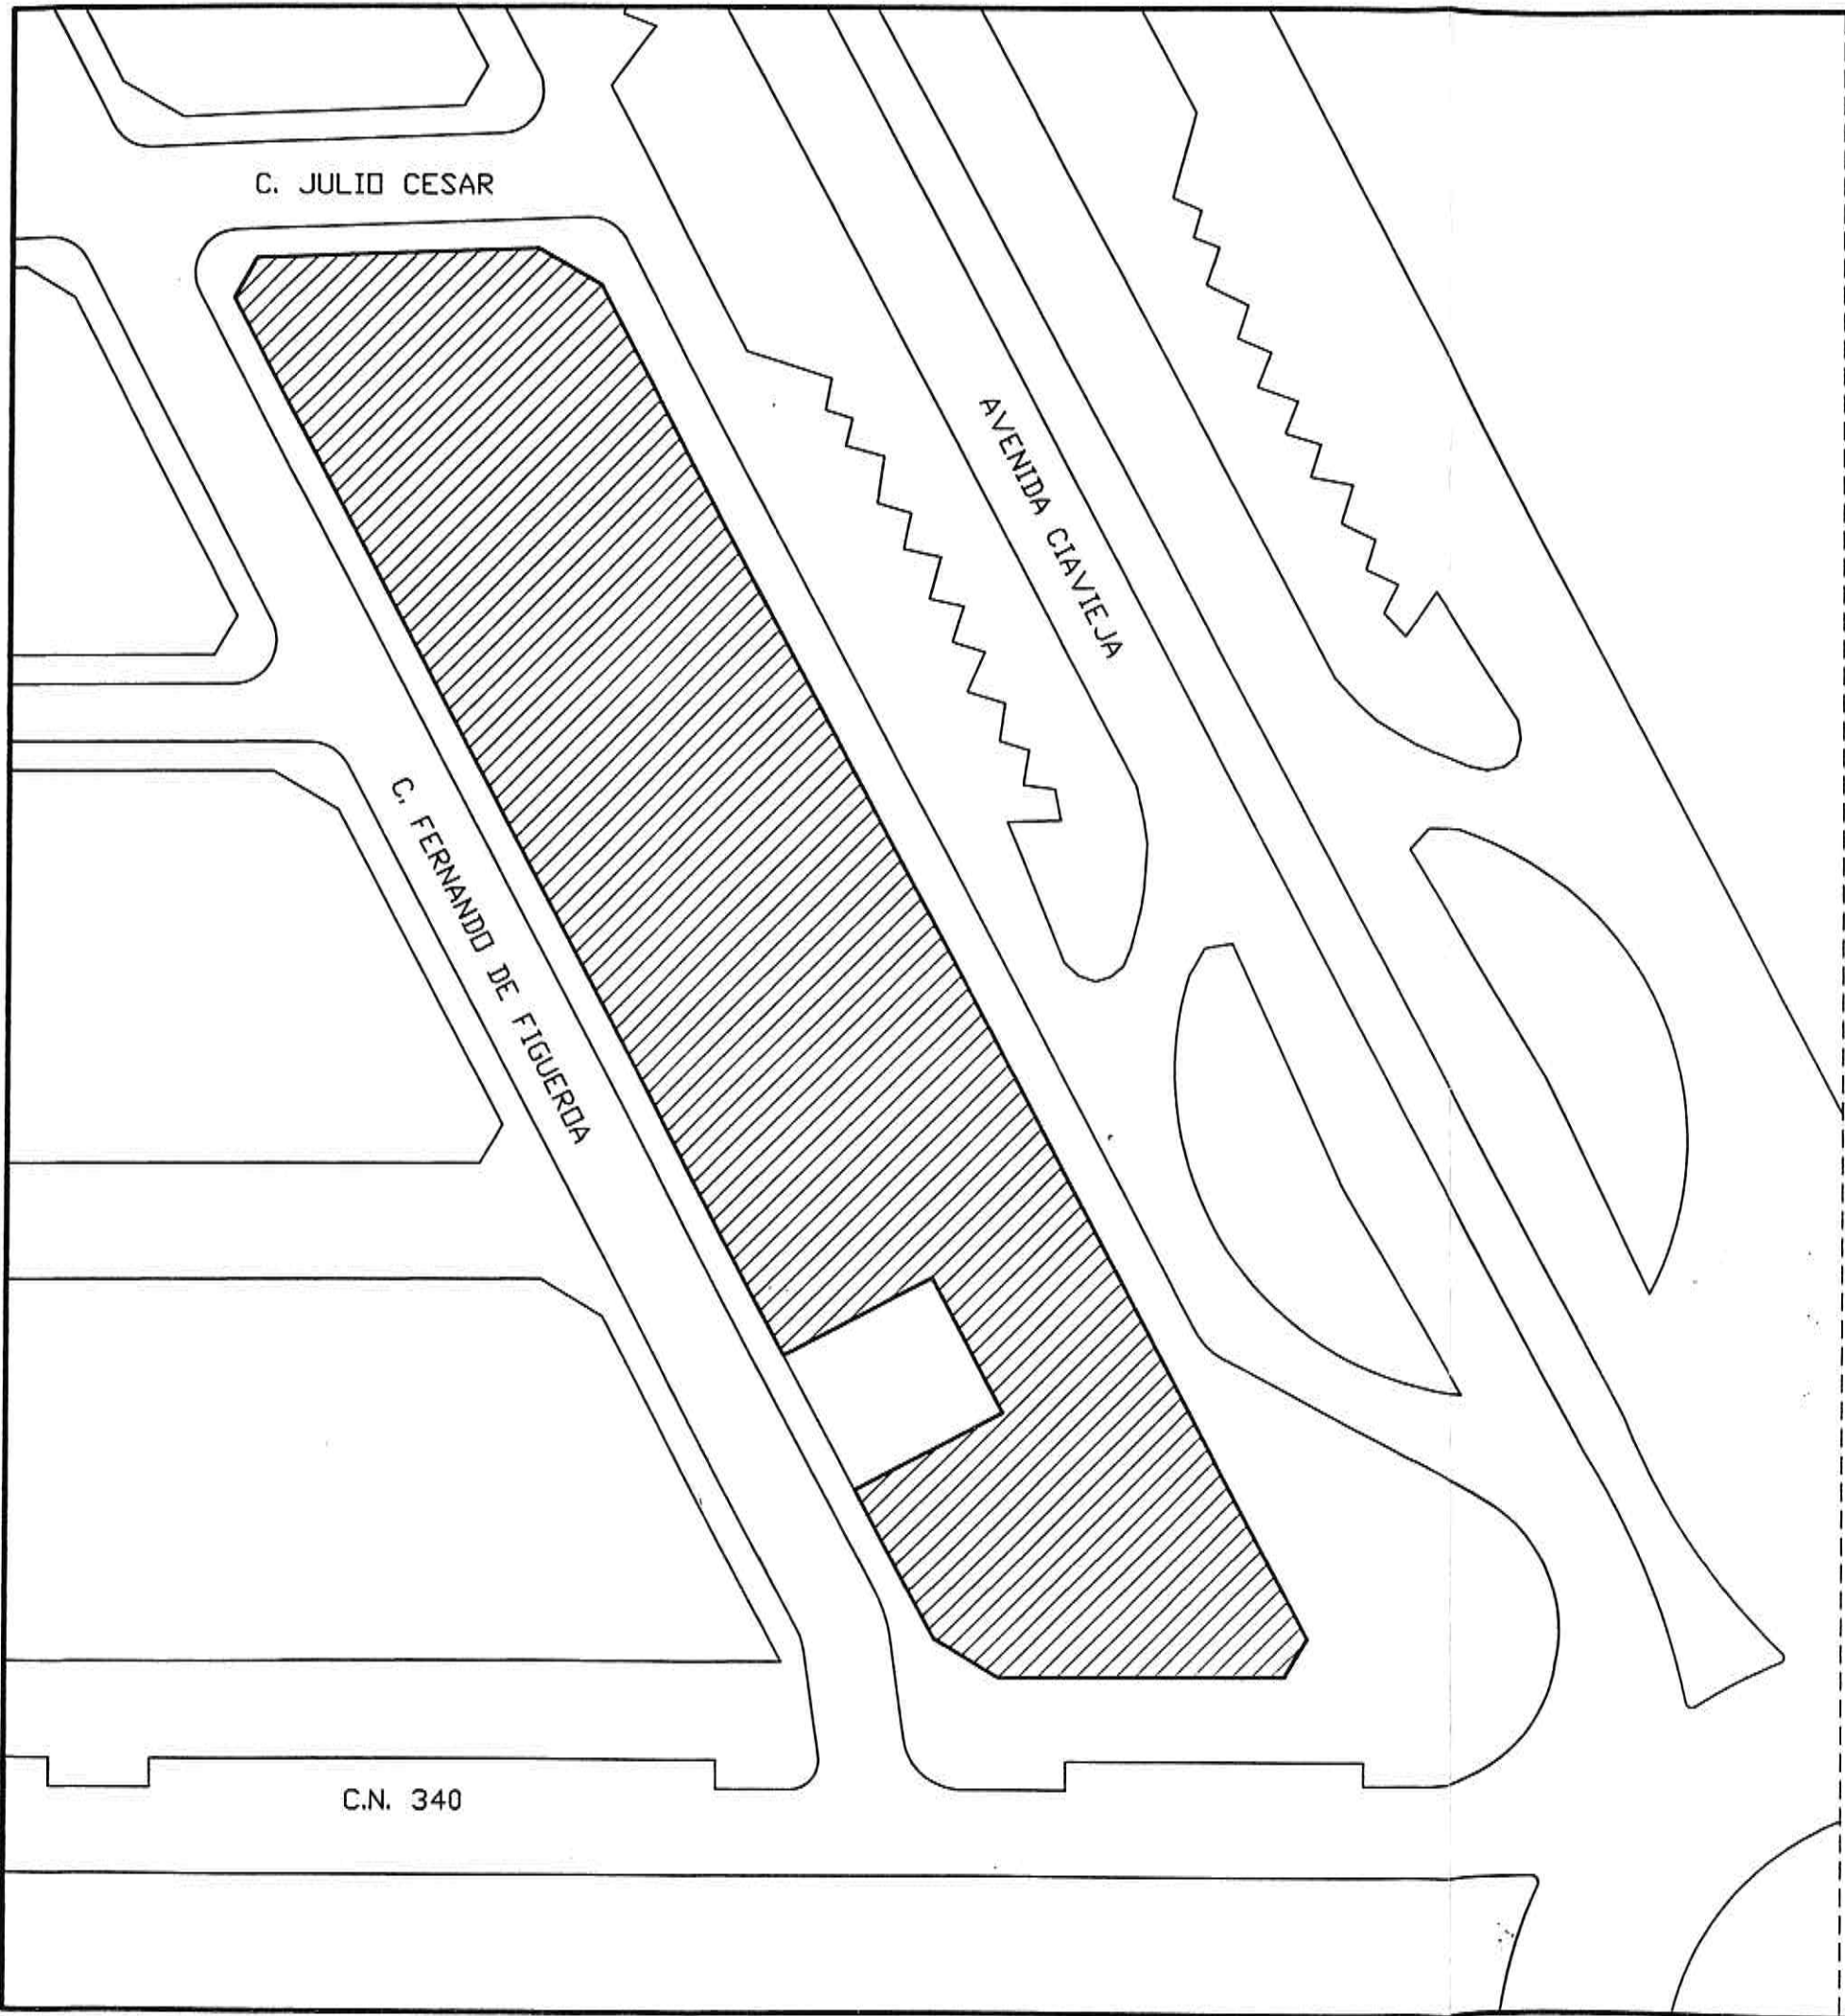 C. JULIO CESAR
AVENIDA CIAVIEJA
C. FERNANDO DE FIGUEROA
C.N. 340